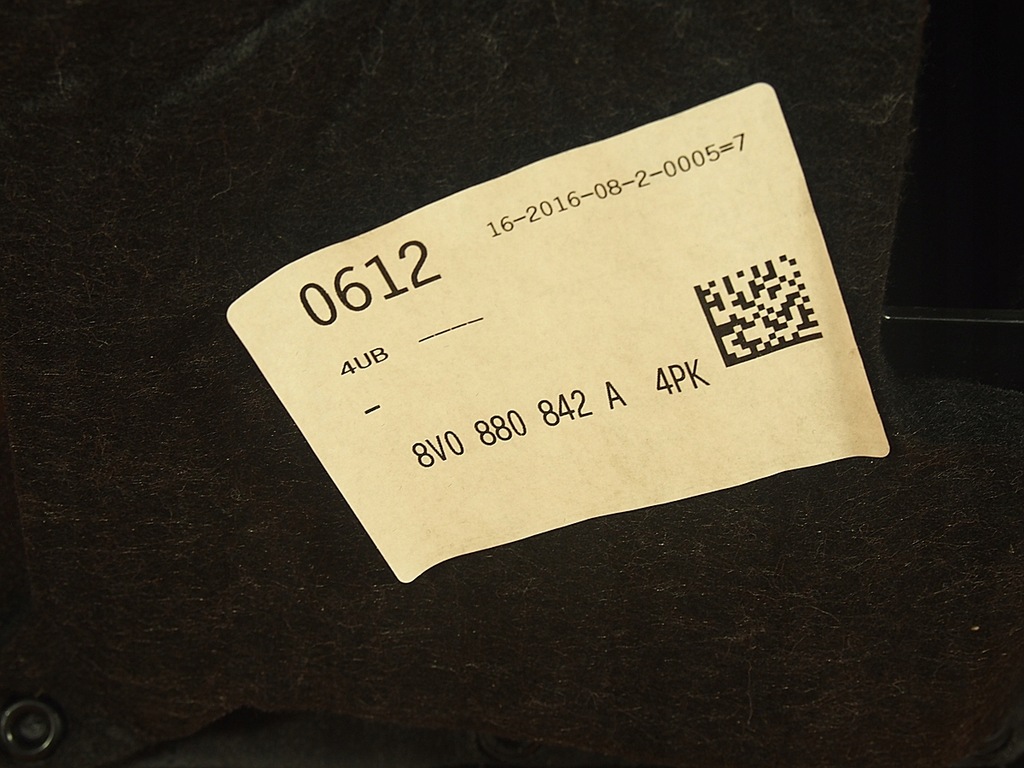 16-2016-08-2-0005=7
0612
4UB -----
-
8V0 880 842 A 4PK